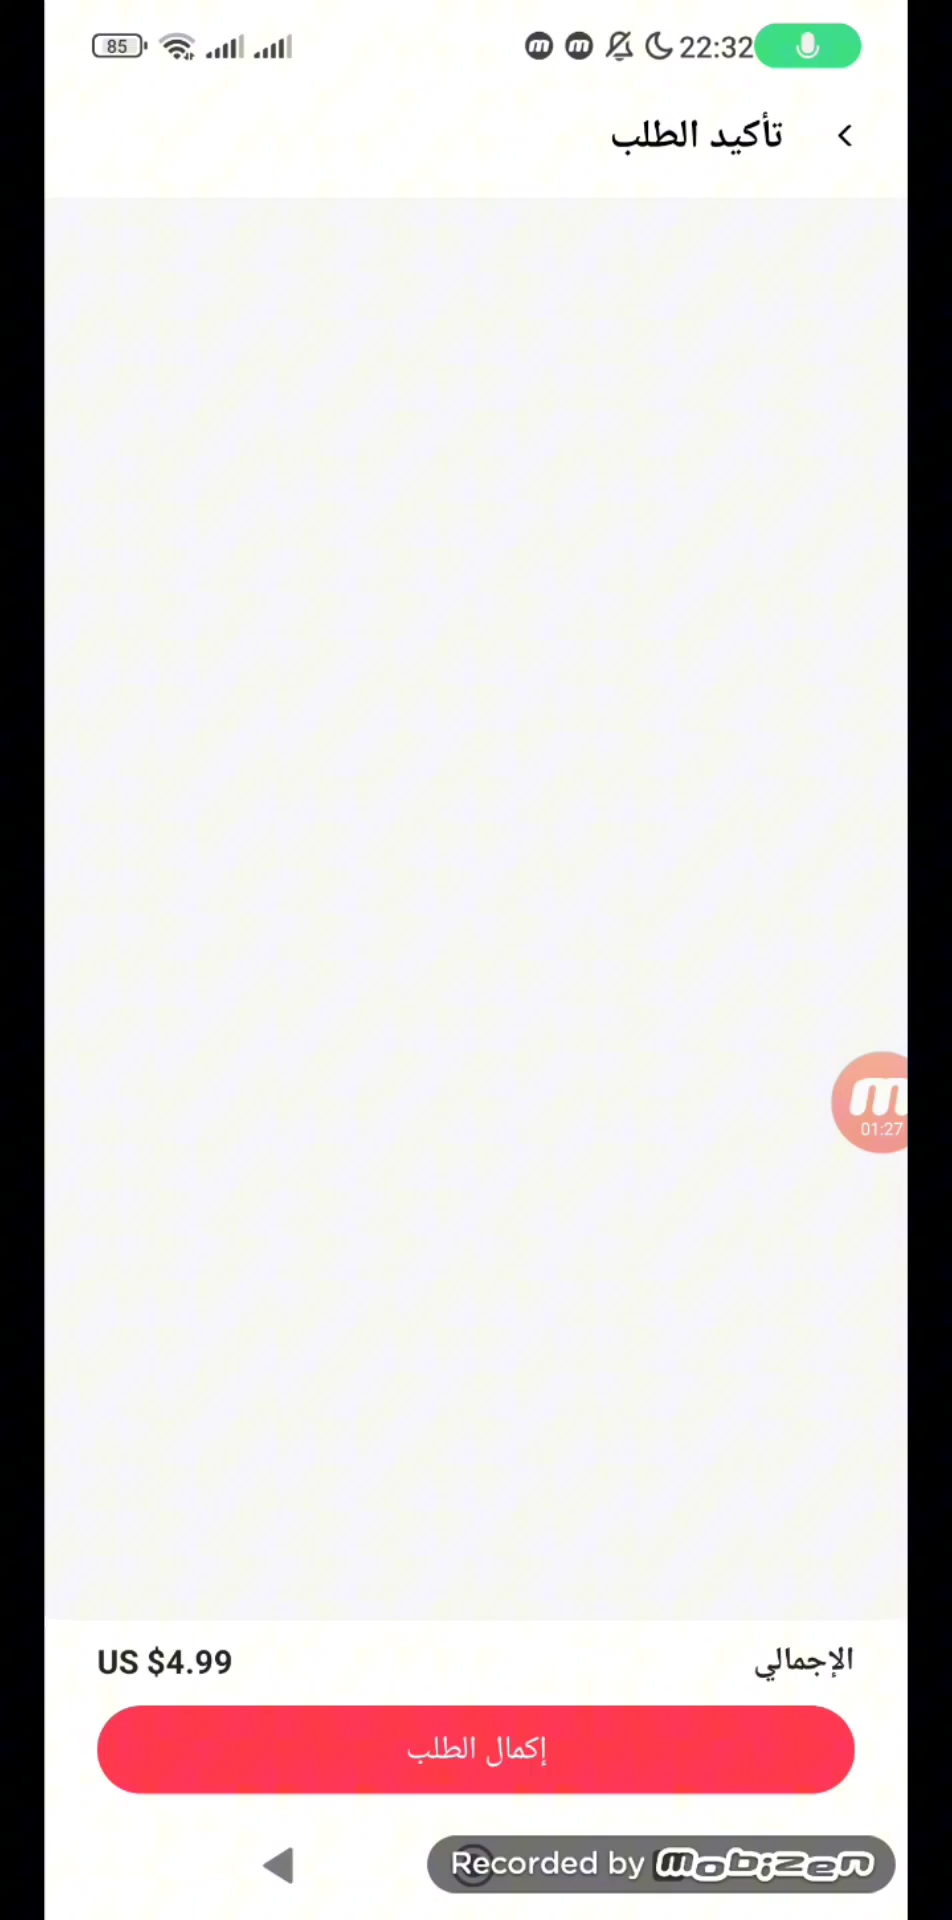 85 22:32
تأكيد الطلب
01:27
الإجمالي US $4.99
إكمال الطلب
Recorded by mobizen